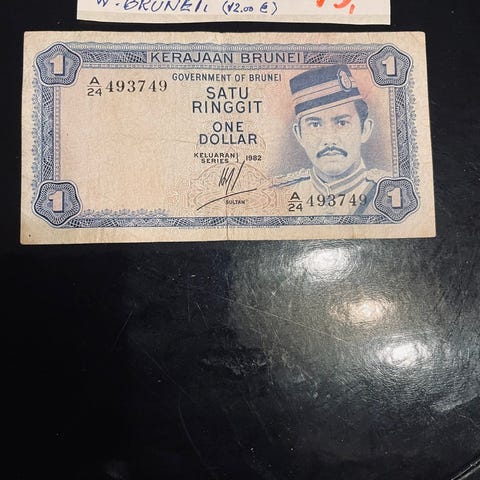 W. BRUNEI, (12.00 €)
KERAJAAN BRUNEI
1 1
GOVERNMENT OF BRUNEI
A/24 493749
SATU
RINGGIT
ONE
DOLLAR
KELUARAN
SERIES 1982
SULTAN
A/24 493749
1 1